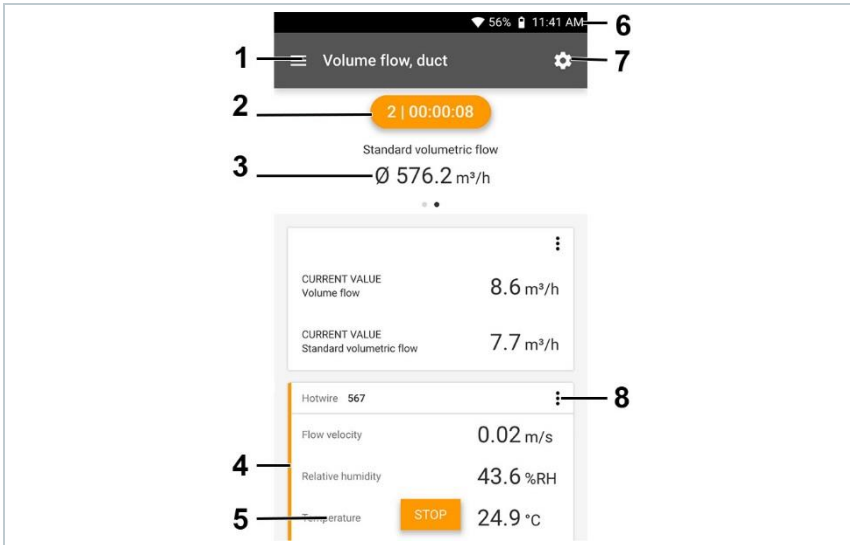 56% 11:41 AM 6
1 Volume flow, duct 7
2 2 | 00:00:08
Standard volumetric flow
3 Ø 576.2 m³/h
CURRENT VALUE
Volume flow 8.6 m³/h
CURRENT VALUE
Standard volumetric flow 7.7 m³/h
Hotwire 567 8
Flow velocity 0.02 m/s
4 Relative humidity 43.6 %RH
5 Temperature STOP 24.9 °C